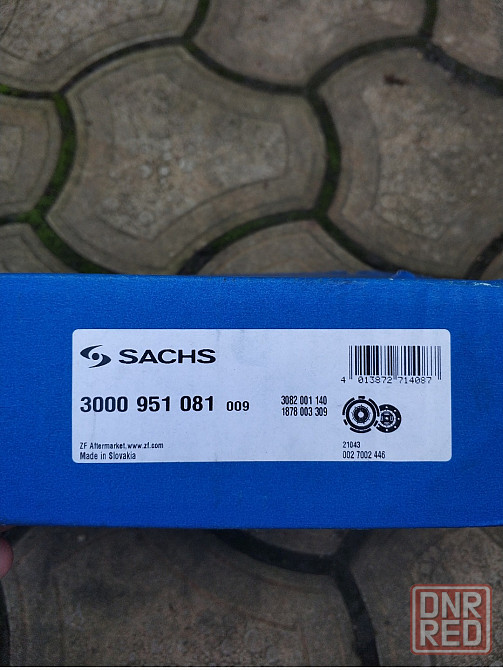 SACHS
4 013872 714087
3000 951 081 009
3082 001 140
1878 003 309
ZF Aftermarket, www.zf.com
Made in Slovakia
21043
002 7002 446
DNR
RED